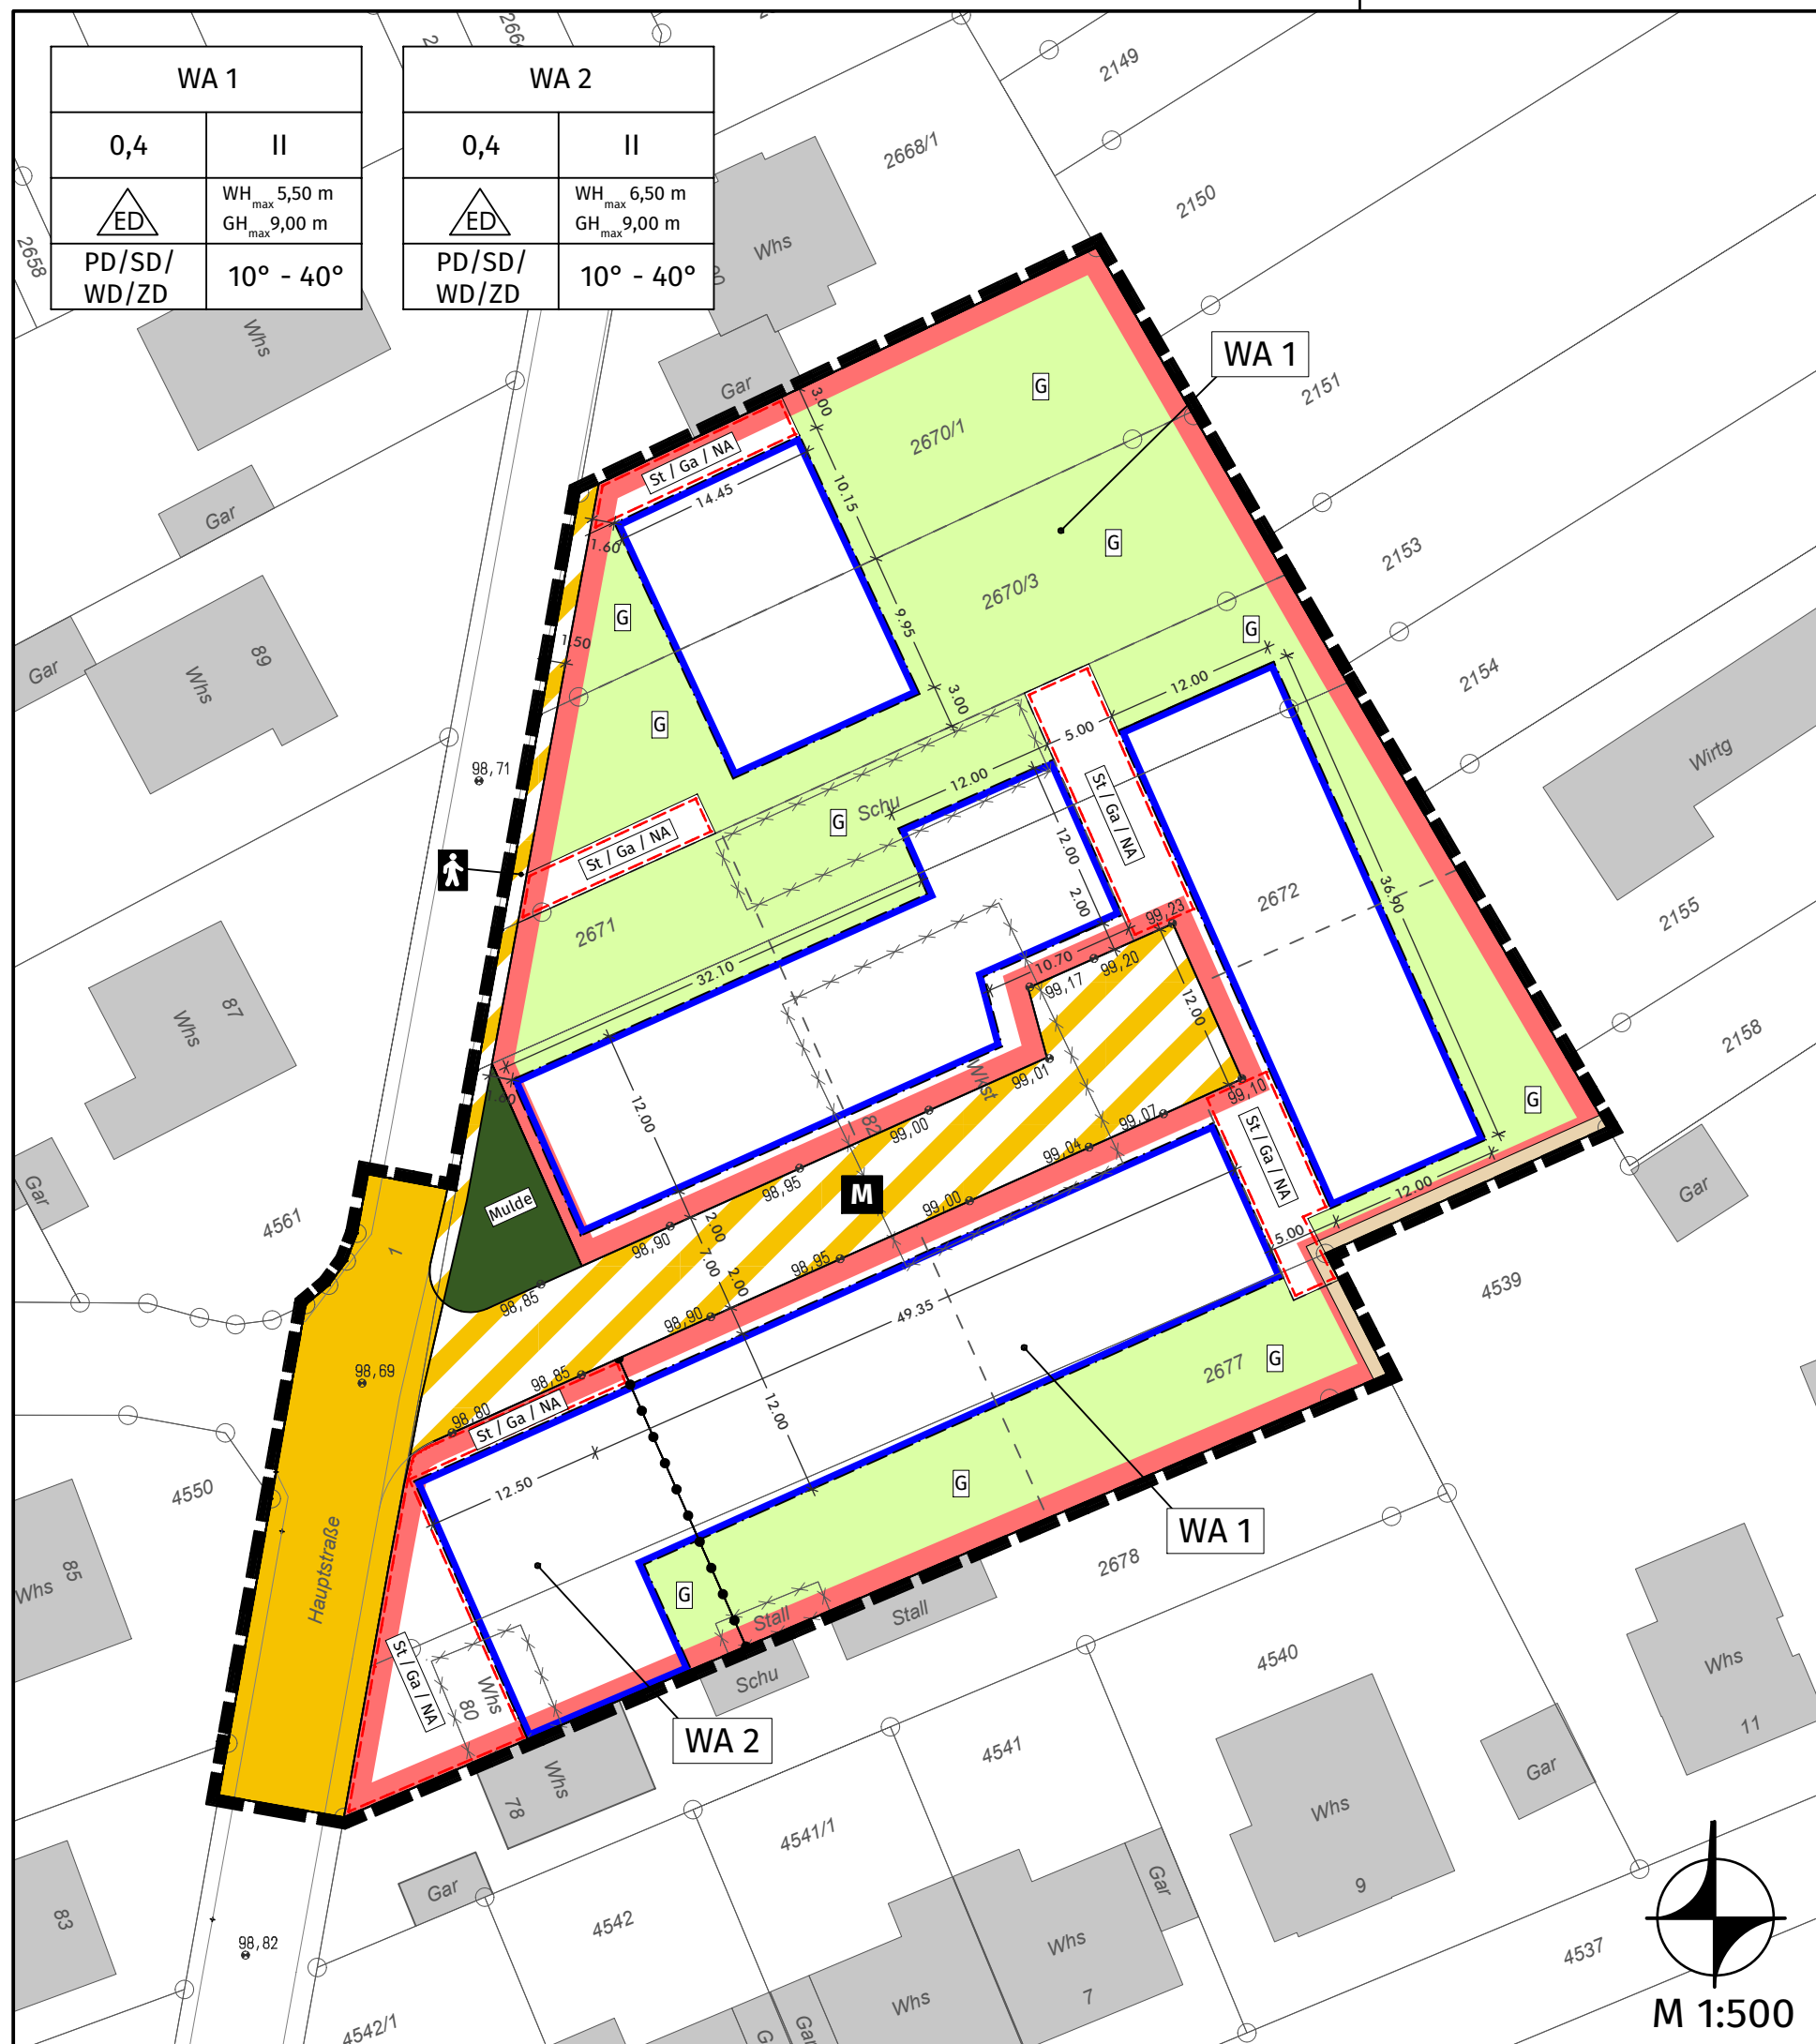 WA 1
0,4 II
ED
WHmax 5,50 m
GHmax 9,00 m
PD/SD/
WD/ZD
10° - 40°
WA 2
0,4 II
ED
WHmax 6,50 m
GHmax 9,00 m
PD/SD/
WD/ZD
10° - 40°
2149
2668/1
2150
2658
Whs
Whs
Gar
WA 1
G
2151
3.00
2670/1
St / Ga / NA
14.45
10.15
Gar
1.60
G
2153
2670/3
G
9.95
G
1.50
89
Whs
Gar
2154
3.00
12.00
G
5.00
Wirtg
98,71
12.00
Schu
G
St / Ga / NA
St / Ga / NA
12.00
36.90
2672
2.00
2155
99,23
2671
32.10
10.70
99,20
99,17
12.00
87
Whs
2158
Wkst
99,01
1.60
12.00
82
99,00
99,07
99,10
G
St / Ga / NA
99,04
Gar
Gar
98,95
M
12.00
Mulde
99,00
4561
2.00
5.00
98,90
7.00
98,95
4539
1
2.00
98,85
98,90
49.35
98,69
98,85
2677
G
12.00
98,80
St / Ga / NA
12.50
4550
G
WA 1
Hauptstraße
2678
85
Whs
G
Stall
Stall
St / Ga / NA
Whs
80
Schu
4540
Whs
WA 2
11
4541
Whs
78
Gar
Whs
4541/1
Gar
Gar
9
83
4542
98,82
Whs
4537
Whs
7
Gar
4542/1
M 1:500